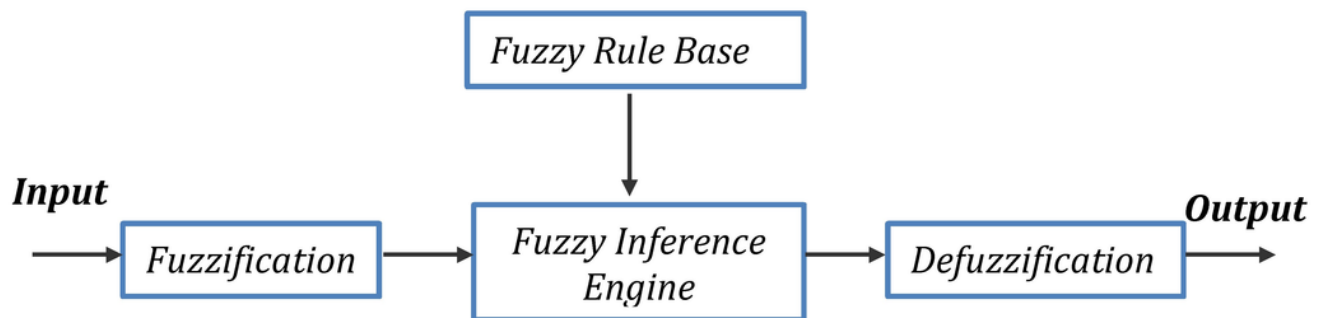 Fuzzy Rule Base
Input
Output
Fuzzification
Fuzzy Inference
Engine
Defuzzification